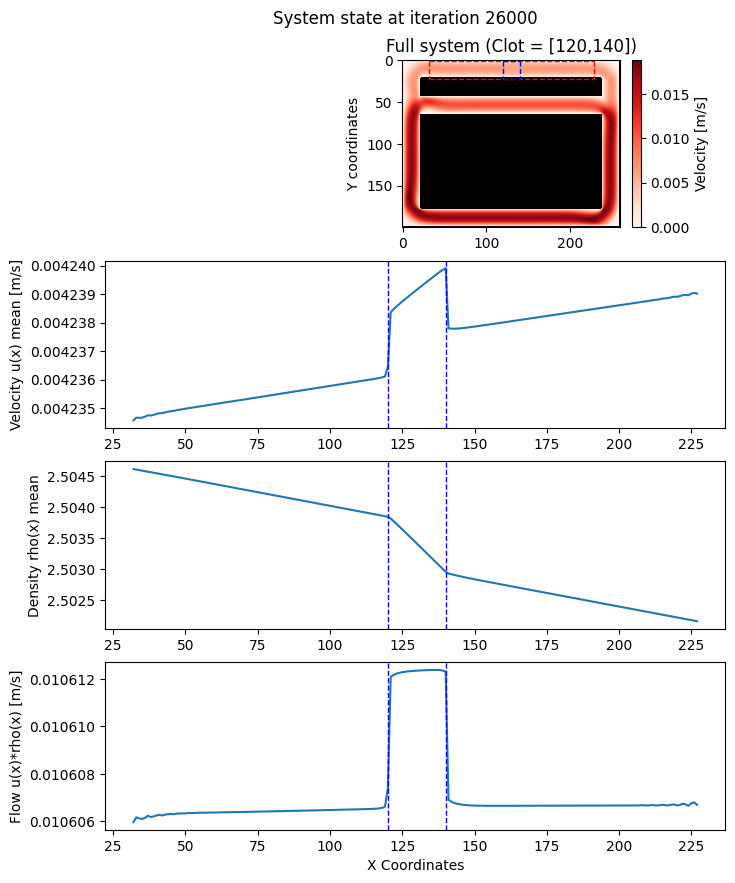 System state at iteration 26000
Full system (Clot = [120,140])
Y coordinates
0
50
100
150
0
100
200
0.015
0.010
0.005
0.000
Velocity [m/s]
Velocity u(x) mean [m/s]
0.004240
0.004239
0.004238
0.004237
0.004236
0.004235
25 50 75 100 125 150 175 200 225
Density rho(x) mean
2.5045
2.5040
2.5035
2.5030
2.5025
25 50 75 100 125 150 175 200 225
Flow u(x)*rho(x) [m/s]
0.010612
0.010610
0.010608
0.010606
25 50 75 100 125 150 175 200 225
X Coordinates